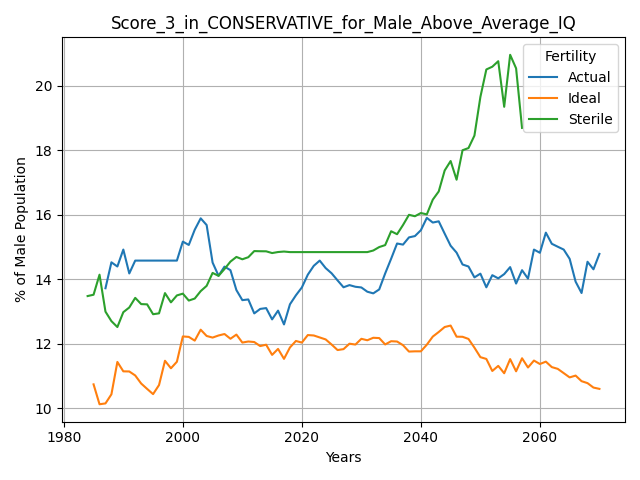 Score_3_in_CONSERVATIVE_for_Male_Above_Average_IQ
Fertility
Actual
Ideal
Sterile
% of Male Population
20
18
16
14
12
10
1980
2000
2020
2040
2060
Years